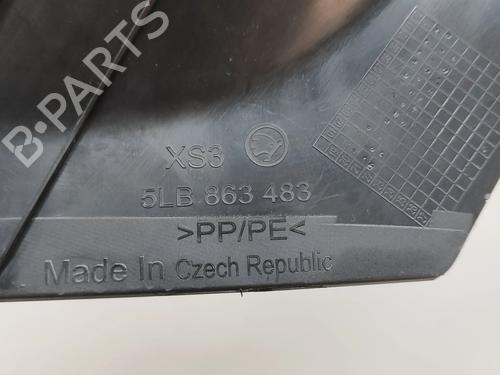 B-PARTS
XS3
5LB 863 483
>PP/PE<
Made In Czech Republic